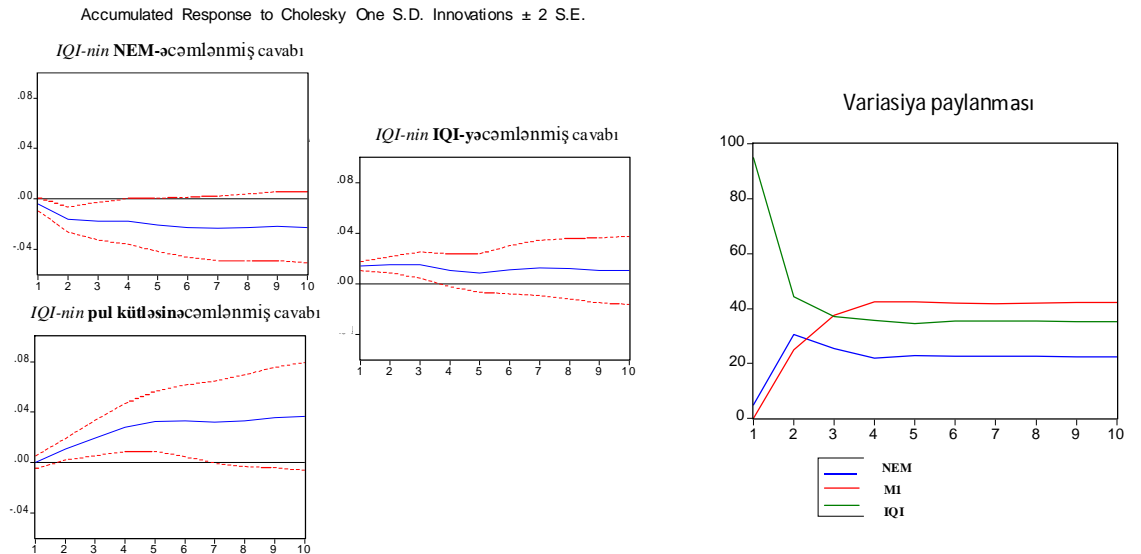 Accumulated Response to Cholesky One S.D. Innovations ± 2 S.E.
IQI-nin NEM-əcəmlənmiş cavabı
.08
.04
.00
-.04
1 2 3 4 5 6 7 8 9 10
IQI-nin pul kütləsinəcəmlənmiş cavabı
.08
.04
.00
-.04
1 2 3 4 5 6 7 8 9 10
IQI-nin IQI-yəcəmlənmiş cavabı
.08
.04
.00
1 2 3 4 5 6 7 8 9 10
Variasiya paylanması
100
80
60
40
20
0
1 2 3 4 5 6 7 8 9 10
NEM
M1
IQI